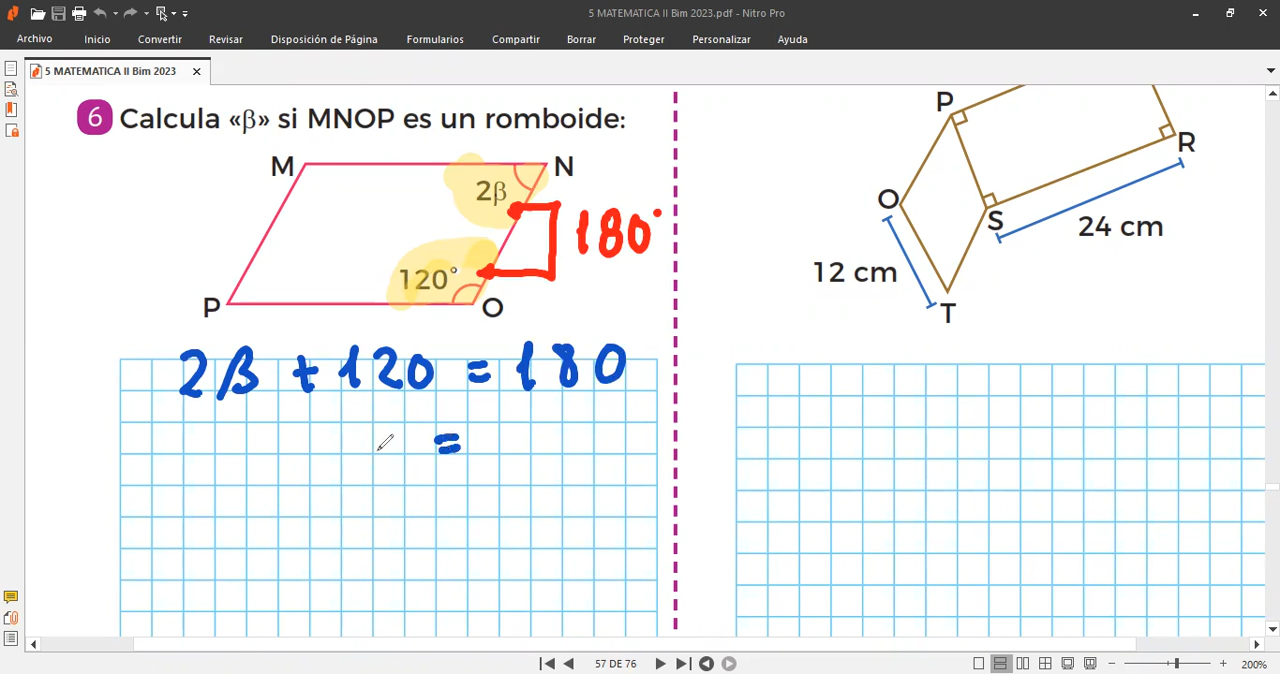 5 MATEMATICA II Bim 2023.pdf - Nitro Pro
Archivo Inicio Convertir Revisar Disposición de Página Formularios Compartir Borrar Proteger Personalizar Ayuda
5 MATEMATICA II Bim 2023
6 Calcula «β» si MNOP es un romboide:
M N
2β
180°
120°
P O
2β + 120 = 180
=
P
R
O
S
24 cm
12 cm
T
57 DE 76
200%